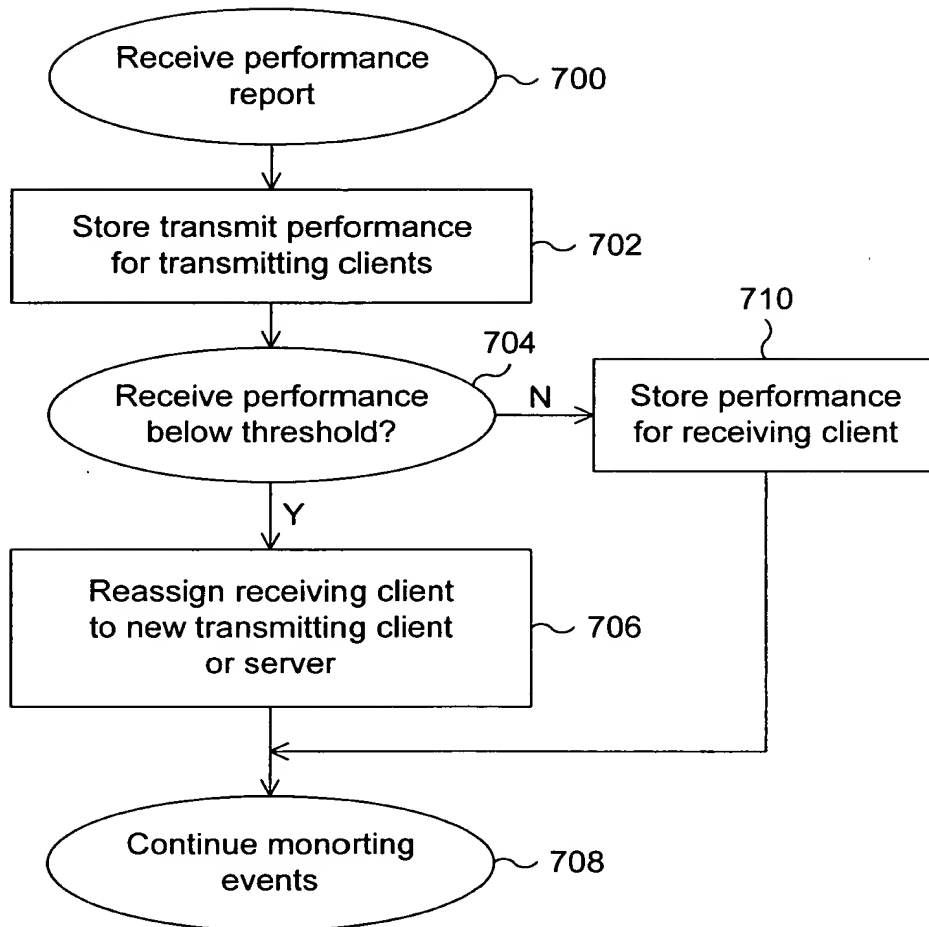 Receive performance
report
700
Store transmit performance
for transmitting clients
702
704
Receive performance
below threshold?
N
710
Store performance
for receiving client
Y
Reassign receiving client
to new transmitting client
or server
706
Continue monorting
events
708